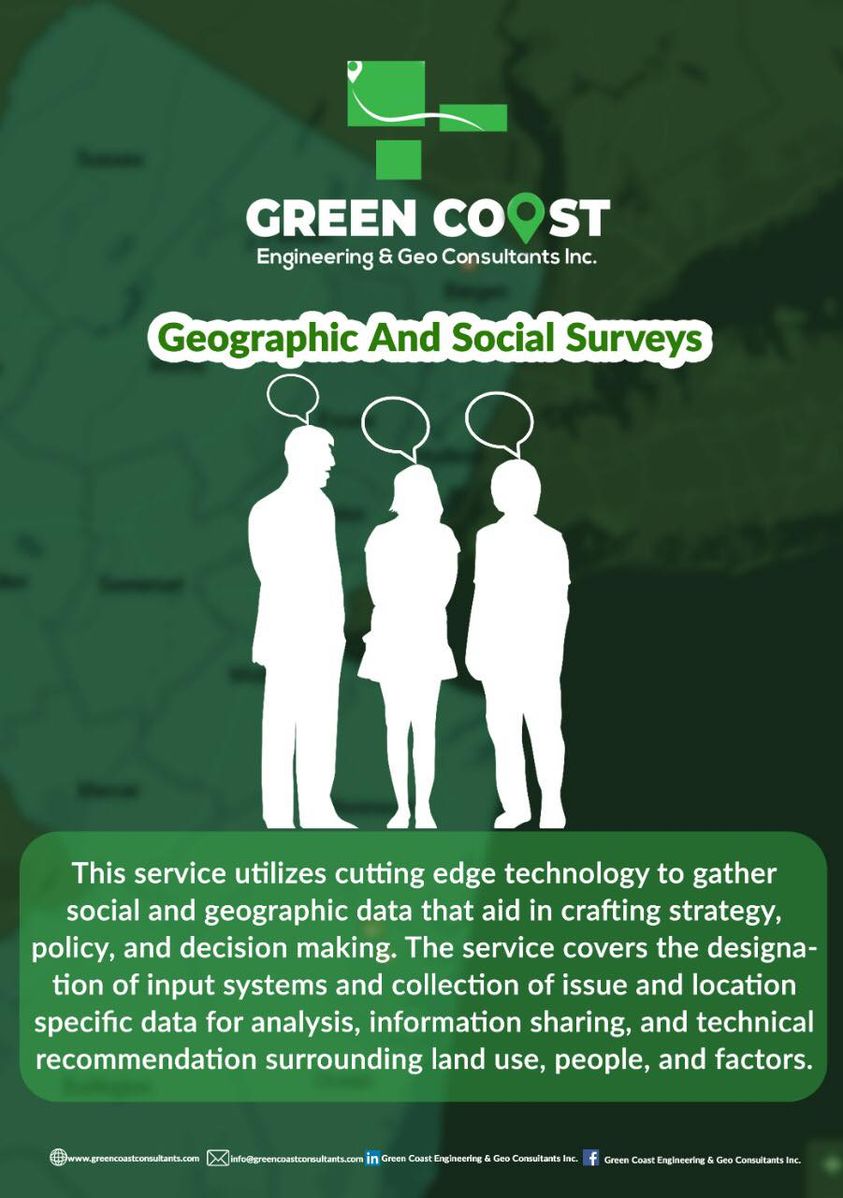 GREEN COAST
Engineering & Geo Consultants Inc.
Geographic And Social Surveys
This service utilizes cutting edge technology to gather
social and geographic data that aid in crafting strategy,
policy, and decision making. The service covers the designa-
tion of input systems and collection of issue and location
specific data for analysis, information sharing, and technical
recommendation surrounding land use, people, and factors.
www.greencoastconsultants.com info@greencoastconsultants.com in Green Coast Engineering & Geo Consultants Inc. f Green Coast Engineering & Geo Consultants Inc.